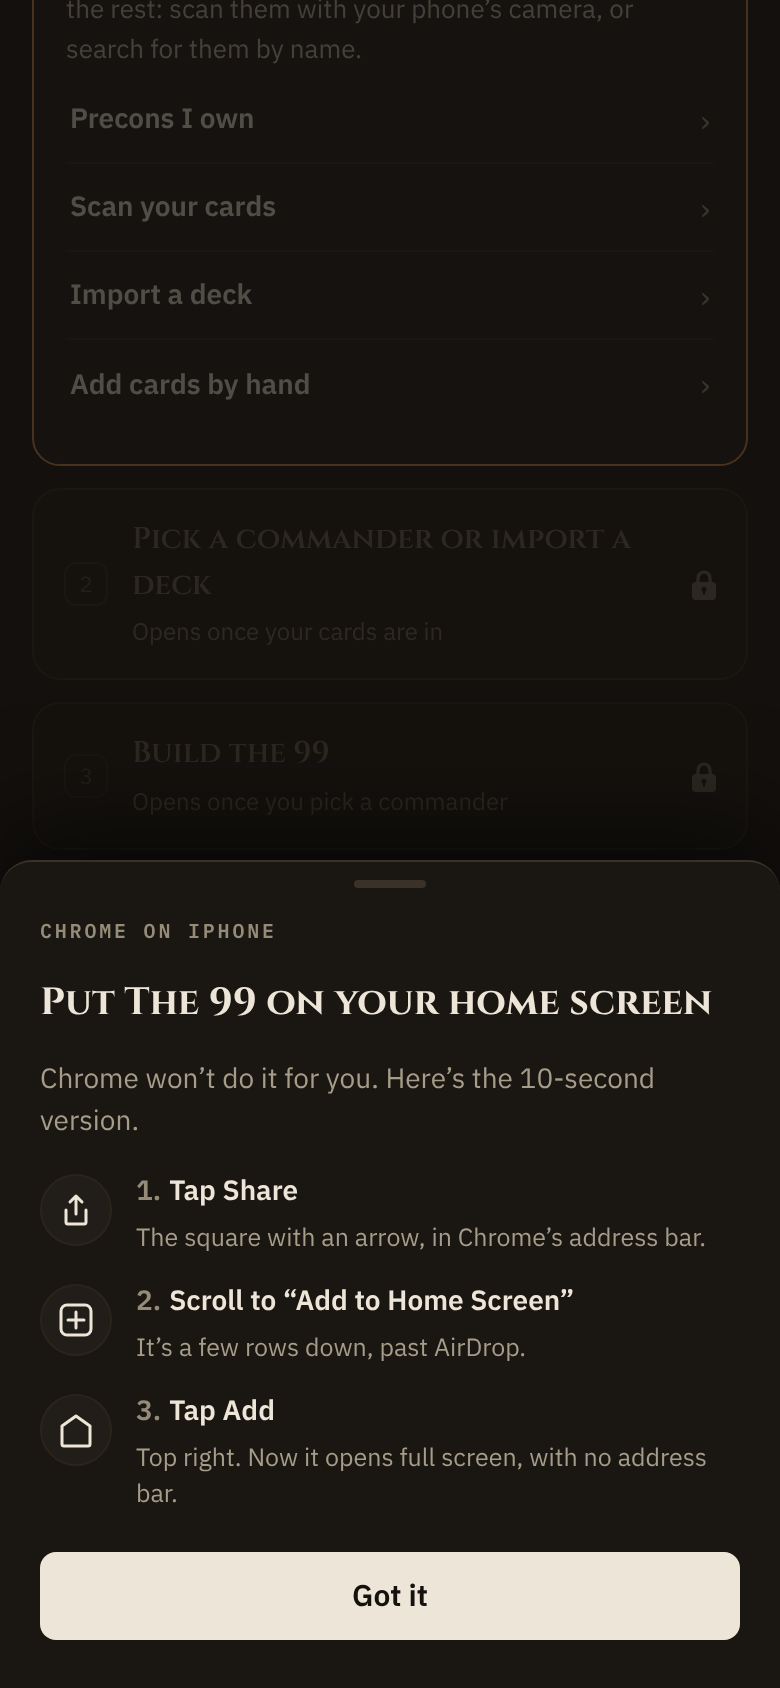 the rest: scan them with your phone’s camera, or
search for them by name.
Precons I own
Scan your cards
Import a deck
Add cards by hand
2
Pick a commander or import a
deck
Opens once your cards are in
3
Build the 99
Opens once you pick a commander
CHROME ON IPHONE
Put The 99 on your home screen
Chrome won’t do it for you. Here’s the 10-second
version.
1. Tap Share
The square with an arrow, in Chrome’s address bar.
2. Scroll to “Add to Home Screen”
It’s a few rows down, past AirDrop.
3. Tap Add
Top right. Now it opens full screen, with no address
bar.
Got it